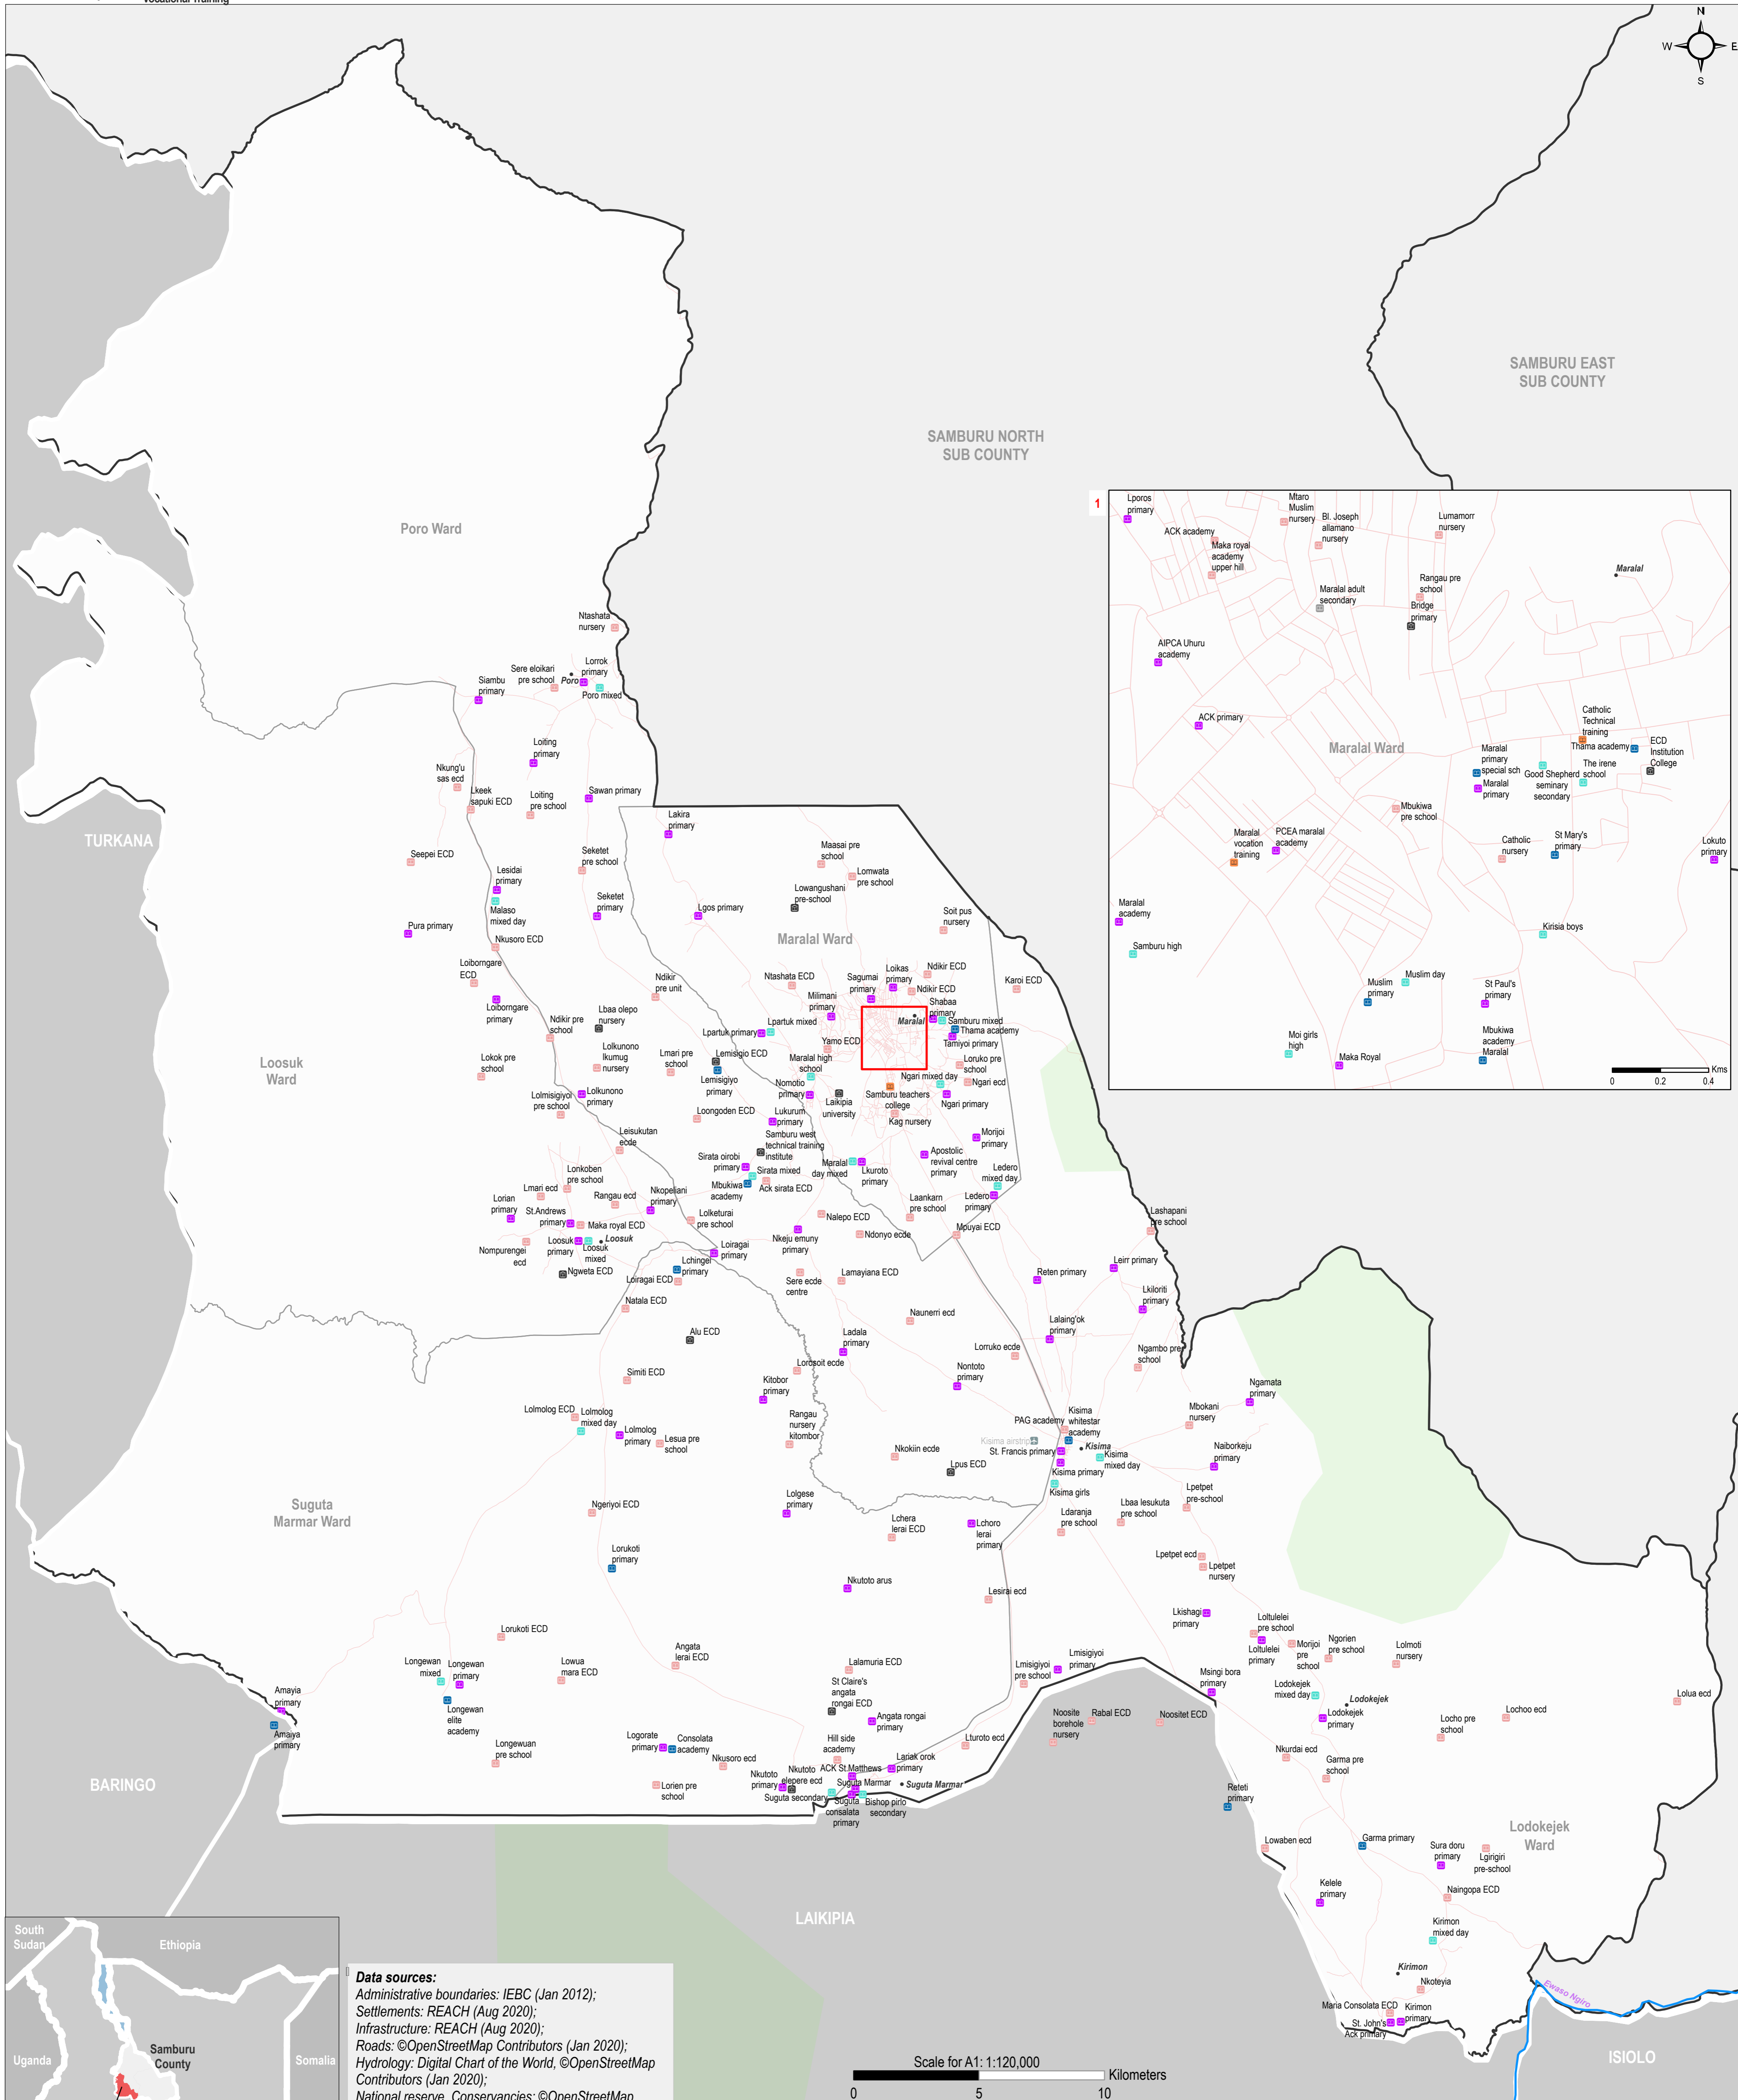 Vocational Training
N
W
E
S
SAMBURU EAST
SUB COUNTY
SAMBURU NORTH
SUB COUNTY
Poro Ward
1
Lporos
primary
Mtaro
Muslim
nursery
ACK academy
Bl. Joseph
allamano
nursery
Lumamorr
nursery
Maka royal
academy
upper hill
Maralal
Rangau pre
school
Maralal adult
secondary
Bridge
primary
AIPCA Uhuru
academy
ACK primary
Catholic
Technical
training
Maralal Ward
Thama academy
ECD
Institution
College
Maralal
primary
special sch
Good Shepherd
seminary
secondary
The irene
school
Maralal
primary
Mbukiwa
pre school
Maralal
vocation
training
PCEA maralal
academy
Catholic
nursery
St Mary's
primary
Lokuto
primary
Maralal
academy
Samburu high
Kirisia boys
Muslim
primary
Muslim day
St Paul's
primary
Moi girls
high
Maka Royal
Mbukiwa
academy
Maralal
Kms
0
0.2
0.4
Ntashata
nursery
Sere eloikari
pre school
Poro
Lorrok
primary
Poro mixed
Siambu
primary
Loiting
primary
Nkung'u
sas ecd
Lkeek
sapuki ECD
Loiting
pre school
Sawan primary
TURKANA
Lakira
primary
Seepei ECD
Seketet
pre school
Maasai pre
school
Lomwata
pre school
Lesidai
primary
Malaso
mixed day
Lowangushani
pre-school
Pura primary
Seketet
primary
Lgos primary
Soit pus
nursery
Nkusoro ECD
Maralal Ward
Loiborngare
ECD
Loiborngare
primary
Ndikir
pre unit
Ntashata ECD
Sagumai
primary
Loikas
primary
Ndikir ECD
Ndikir ECD
Karoi ECD
Milimani
primary
Shabaa
primary
Maralal
Samburu mixed
Thama academy
Tamiyoi primary
Lbaa olepo
nursery
Ndikir pre
school
Lpartuk primary
Lpartuk mixed
Yamo ECD
Loosuk
Ward
Lokok pre
school
Lolkunono
lkumug
nursery
Lmari pre
school
Lemisigio ECD
Lemisigiyo
primary
Maralal high
school
Loruko pre
school
Ngari mixed day
Ngari ecd
Lolmisigiyoi
pre school
Lolkunono
primary
Nomotio
primary
Laikipia
university
Samburu teachers
college
Ngari primary
Kag nursery
Loongoden ECD
Lukurum
primary
Leisukutan
ecde
Samburu west
technical training
institute
Morijoi
primary
Sirata oirobi
primary
Sirata mixed
Maralal
day mixed
Lkuroto
primary
Apostolic
revival centre
primary
Ledero
mixed day
Lonkoben
pre school
Mbukiwa
academy
Ack sirata ECD
Lmari ecd
Rangau ecd
Nkopeliani
primary
Ledero
primary
Lorian
primary
St.Andrews
primary
Maka royal ECD
Lolketurai
pre school
Nalepo ECD
Laankarn
pre school
Lashapani
pre school
Loosuk
primary
Loosuk
mixed
Loosuk
Nkeju emuny
primary
Ndonyo ecde
Mpuyai ECD
Nompurengei
ecd
Ngweta ECD
Loiragai
primary
Lchingei
primary
Loiragai ECD
Sere ecde
centre
Lamayiana ECD
Reten primary
Leirr primary
Natala ECD
Lkiloriti
primary
Naunerri ecd
Alu ECD
Lalaing'ok
primary
Ladala
primary
Lorruko ecde
Ngambo pre
school
Simiti ECD
Lorosoit ecde
Kitobor
primary
Nontoto
primary
Ngamata
primary
Lolmolog ECD
Lolmolog
mixed day
Lolmolog
primary
Lesua pre
school
Rangau
nursery
kitombor
PAG academy
Kisima
whitestar
academy
Mbokani
nursery
Kisima airstrip
Kisima
St. Francis primary
Kisima
mixed day
Kisima primary
Naiborkeju
primary
Nkokiin ecde
Lpus ECD
Kisima girls
Suguta
Marmar Ward
Ngeriyoi ECD
Lolgese
primary
Lchera
lerai ECD
Lchoro
lerai
primary
Ldaranja
pre school
Lbaa lesukuta
pre school
Lpetpet
pre-school
Lorukoti
primary
Lpetpet ecd
Lpetpet
nursery
Nkutoto arus
Lesirai ecd
Lkishagi
primary
Loltulelei
pre school
Lorukoti ECD
Loltulelei
primary
Morijoi
pre
school
Ngorien
pre school
Lolmoti
nursery
Longewan
mixed
Longewan
primary
Lowua
mara ECD
Angata
lerai ECD
Lalamuria ECD
Lmisigiyoi
pre school
Lmisigiyoi
primary
Msingi bora
primary
Amayia
primary
Longewan
elite
academy
St Claire's
angata
rongai ECD
Lodokejek
mixed day
Lodokejek
Lodokejek
primary
Lolua ecd
Amaiya
primary
Angata rongai
primary
Noosite
borehole
nursery
Rabal ECD
Noositet ECD
Lochoo ecd
Locho pre
school
Longewuan
pre school
Logorate
primary
Consolata
academy
Nkusoro ecd
Hill side
academy
Lturoto ecd
Nkurdai ecd
Garma pre
school
BARINGO
Lorien pre
school
Nkutoto
primary
Nkutoto
elepere ecd
ACK St.Matthews
Lariak orok
primary
Suguta Marmar
Suguta Marmar
Suguta secondary
Suguta
consalata
primary
Bishop pirlo
secondary
Reteti
primary
Lodokejek
Ward
Lowaben ecd
Garma primary
Sura doru
primary
Lgirigiri
pre-school
Kelele
primary
Naingopa ECD
LAIKIPIA
Kirimon
mixed day
Kirimon
Nkoteyia
Ewaso Ngiro
Maria Consolata ECD
Kirimon
primary
St. John's
Ack primary
ISIOLO
South
Sudan
Ethiopia
Uganda
Samburu
County
Somalia
Data sources:
Administrative boundaries: IEBC (Jan 2012);
Settlements: REACH (Aug 2020);
Infrastructure: REACH (Aug 2020);
Roads: ©OpenStreetMap Contributors (Jan 2020);
Hydrology: Digital Chart of the World, ©OpenStreetMap
Contributors (Jan 2020);
National reserve, Conservancies: ©OpenStreetMap
Scale for A1: 1:120,000
Kilometers
0
5
10